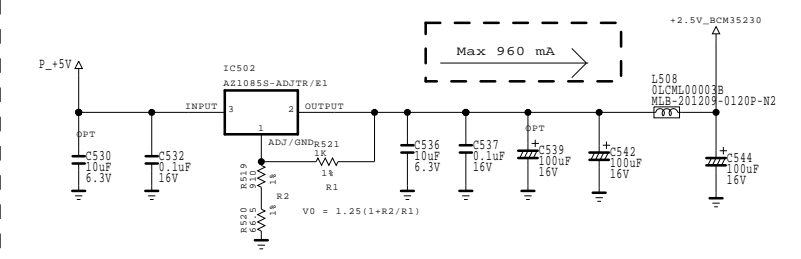 +2.5V_BCM35230
Max 960 mA
P_+5V
IC502
AZ1085S-ADJTR/E1
L508
0LCML00003B
MLB-201209-0120P-N2
INPUT
3
2
OUTPUT
1
ADJ/GND
OPT
C530
10uF
6.3V
C532
0.1uF
16V
R521
1K
1%
R1
R519
910
1%
R2
R520
66.5
1%
V0 = 1.25(1+R2/R1)
C536
10uF
6.3V
C537
0.1uF
16V
OPT
+
C539
100uF
16V
+
C542
100uF
16V
+
C544
100uF
16V